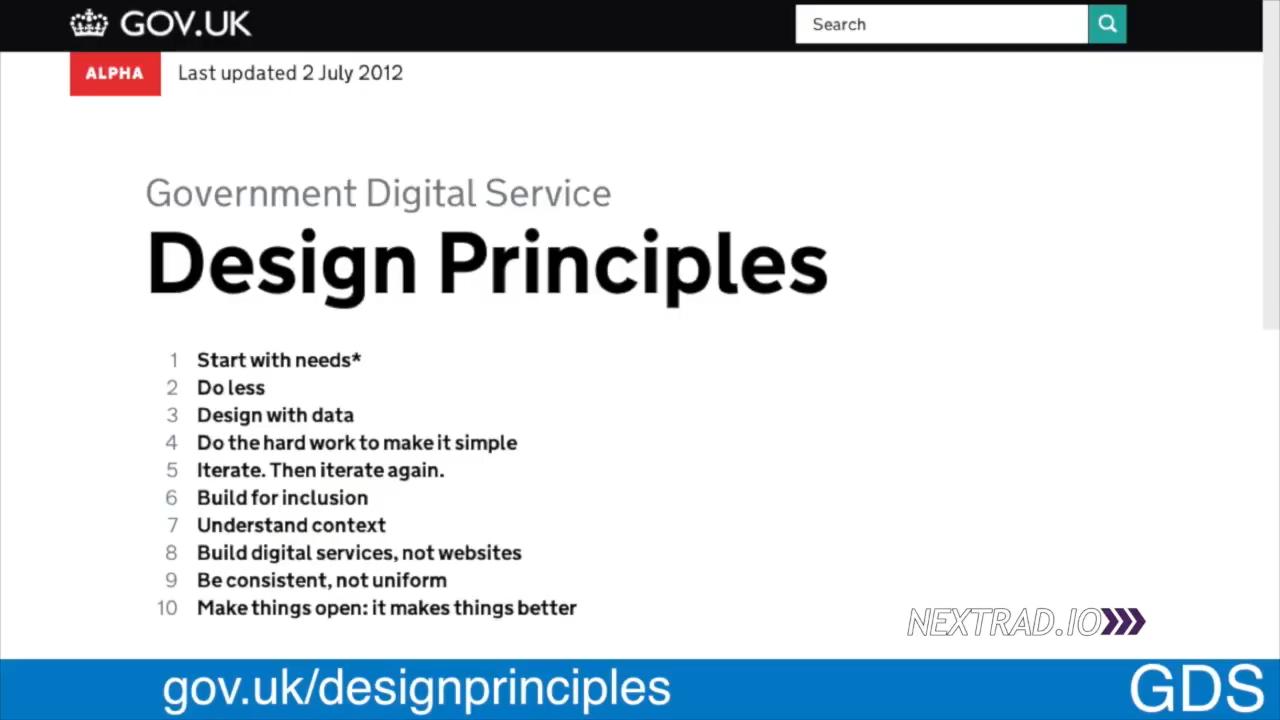 GOV.UK
Search
ALPHA
Last updated 2 July 2012
Government Digital Service
Design Principles
1 Start with needs*
2 Do less
3 Design with data
4 Do the hard work to make it simple
5 Iterate. Then iterate again.
6 Build for inclusion
7 Understand context
8 Build digital services, not websites
9 Be consistent, not uniform
10 Make things open: it makes things better
NEXTRAD.IO
gov.uk/designprinciples
GDS